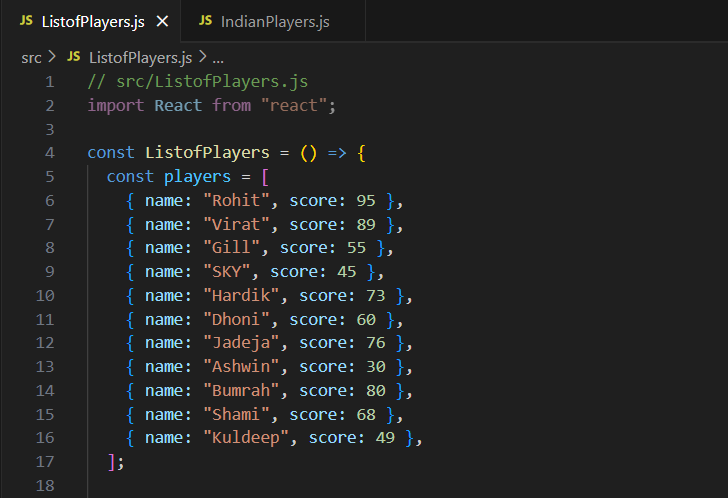 JS ListofPlayers.js × JS IndianPlayers.js
src > JS ListofPlayers.js > ...
1 // src/ListofPlayers.js
2 import React from "react";
3
4 const ListofPlayers = () => {
5 const players = [
6 { name: "Rohit", score: 95 },
7 { name: "Virat", score: 89 },
8 { name: "Gill", score: 55 },
9 { name: "SKY", score: 45 },
10 { name: "Hardik", score: 73 },
11 { name: "Dhoni", score: 60 },
12 { name: "Jadeja", score: 76 },
13 { name: "Ashwin", score: 30 },
14 { name: "Bumrah", score: 80 },
15 { name: "Shami", score: 68 },
16 { name: "Kuldeep", score: 49 },
17 ];
18